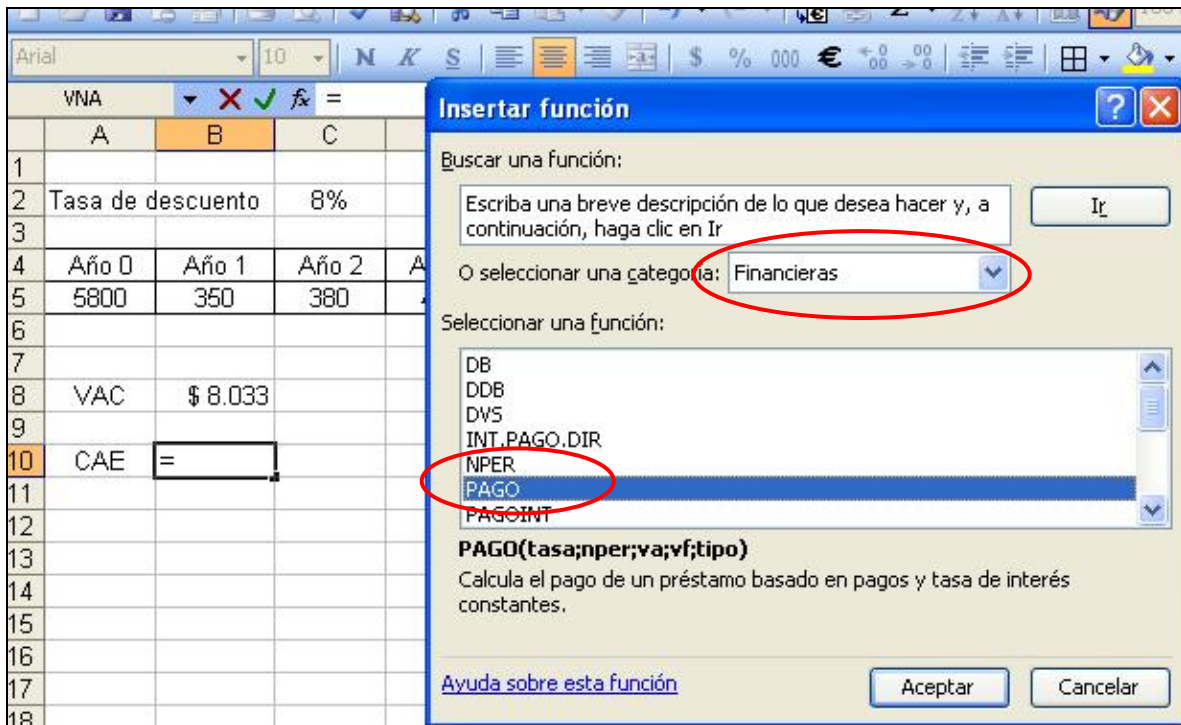 Arial 10 N K S $ % 000 €
VNA fx =
A B C
1
2 Tasa de descuento 8%
3
4 Año 0 Año 1 Año 2 A
5 5800 350 380
6
7
8 VAC $ 8.033
9
10 CAE =
11
12
13
14
15
16
17
18
Insertar función
Buscar una función:
Escriba una breve descripción de lo que desea hacer y, a
continuación, haga clic en Ir
Ir
O seleccionar una categoría: Financieras
Seleccionar una función:
DB
DDB
DVS
INT.PAGO.DIR
NPER
PAGO
PAGOINT
PAGO(tasa;nper;va;vf;tipo)
Calcula el pago de un préstamo basado en pagos y tasa de interés
constantes.
Ayuda sobre esta función
Aceptar Cancelar